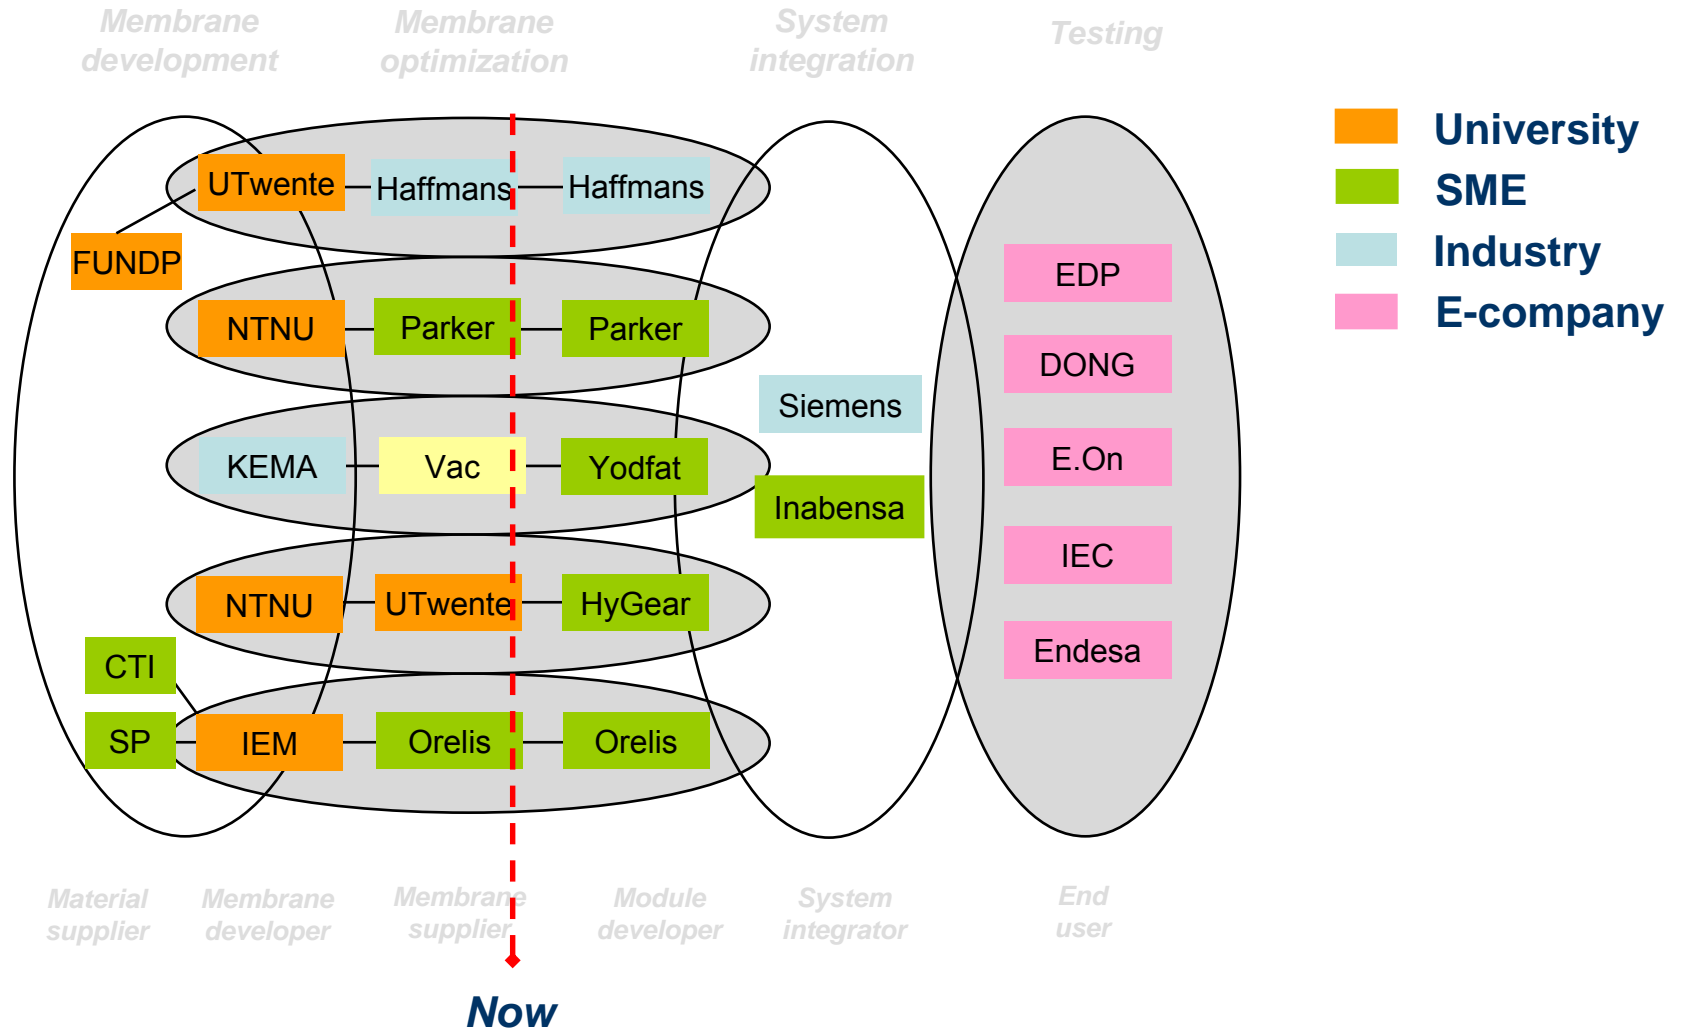 Membrane
development
Membrane
optimization
System
integration
Testing
University
SME
Industry
E-company
UTwente
Haffmans
Haffmans
FUNDP
NTNU
Parker
Parker
KEMA
Vac
Yodfat
NTNU
UTwente
HyGear
CTI
SP
IEM
Orelis
Orelis
Siemens
Inabensa
EDP
DONG
E.On
IEC
Endesa
Material
supplier
Membrane
developer
Membrane
supplier
Module
developer
System
integrator
End
user
Now